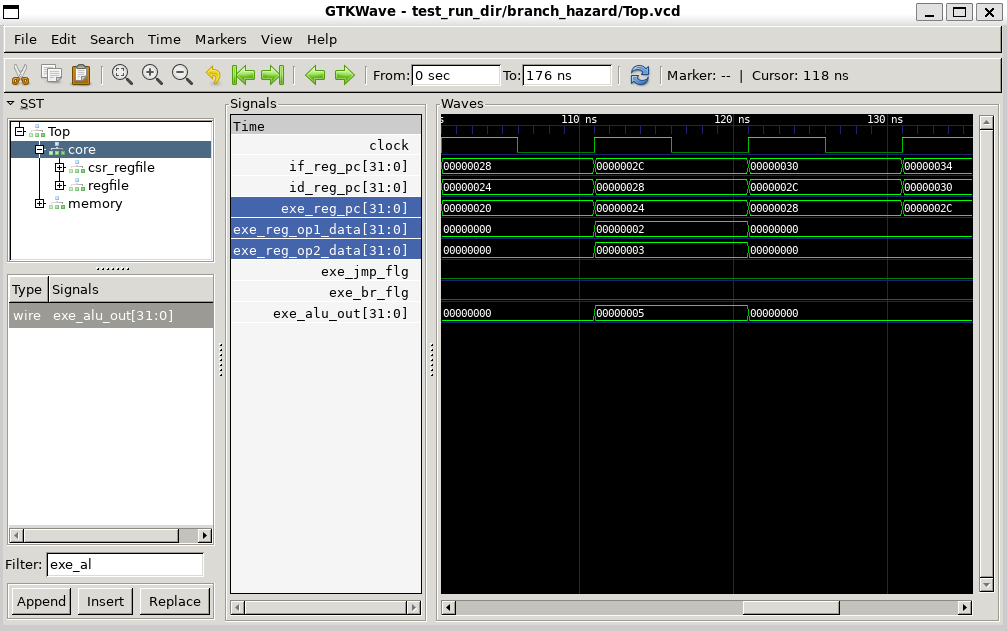 GTKWave - test_run_dir/branch_hazard/Top.vcd
File Edit Search Time Markers View Help
From: 0 sec To: 176 ns Marker: -- | Cursor: 118 ns
SST
Top
core
csr_regfile
regfile
memory
Type Signals
wire exe_alu_out[31:0]
Filter: exe_al
Append Insert Replace
Signals
Time
clock
if_reg_pc[31:0]
id_reg_pc[31:0]
exe_reg_pc[31:0]
exe_reg_op1_data[31:0]
exe_reg_op2_data[31:0]
exe_jmp_flg
exe_br_flg
exe_alu_out[31:0]
Waves
s 110 ns 120 ns 130 ns
00000028 0000002C 00000030 00000034
00000024 00000028 0000002C 00000030
00000020 00000024 00000028 0000002C
00000000 00000002 00000000
00000000 00000003 00000000
00000000 00000005 00000000